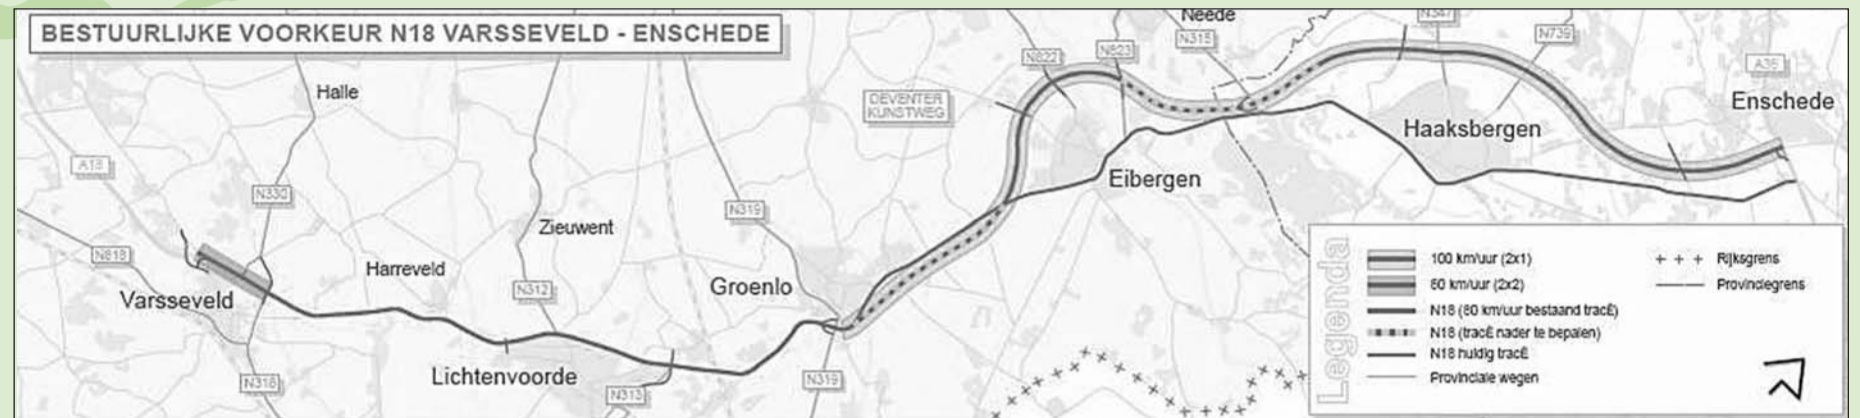 BESTUURLIJKE VOORKEUR N18 VARSSEVELD - ENSCHEDE
Neede
N347
N315
N739
N822
N823
A35
Halle
DEVENTER
KUNSTWEG
Enschede
Haaksbergen
A18
N330
Eibergen
N319
Zieuwent
N818
Harreveld
Groenlo
N312
Varsseveld
Lichtenvoorde
N318
N313
N319
Legenda
100 km/uur (2x1)
80 km/uur (2x2)
N18 (80 km/uur bestaand tracÉ)
N18 (tracÉ nader te bepalen)
N18 huidig tracÉ
Provinciale wegen
Rijksgrens
Provinciegrens